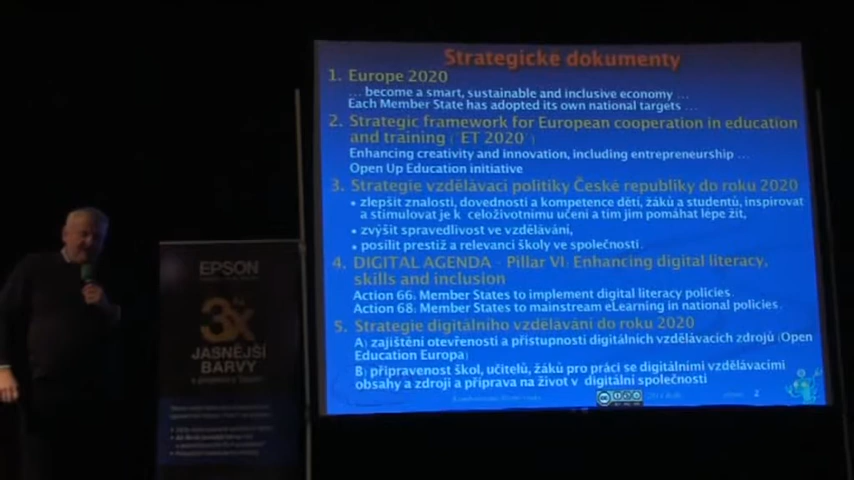 Strategické dokumenty
1. Europe 2020
... become a smart, sustainable and inclusive economy ...
Each Member State has adopted its own national targets ...
2. Strategic framework for European cooperation in education
and training (´ET 2020´)
Enhancing creativity and innovation, including entrepreneurship ...
Open Up Education initiative
3. Strategie vzdělávací politiky České republiky do roku 2020
• zlepšit znalosti, dovednosti a kompetence dětí, žáků a studentů, inspirovat
a stimulovat je k celoživotnímu učení a tím jim pomáhat lépe žít,
• zvýšit spravedlivost ve vzdělávání,
• posílit prestiž a relevanci školy ve společnosti.
4. DIGITAL AGENDA - Pillar VI: Enhancing digital literacy,
skills and inclusion
Action 66: Member States to implement digital literacy policies
Action 68: Member States to mainstream eLearning in national policies
5. Strategie digitálního vzdělávání do roku 2020
A) zajištění otevřenosti a přístupnosti digitálních vzdělávacích zdrojů (Open
Education Europa)
B) připravenost škol, učitelů, žáků pro práci se digitálními vzdělávacími
obsahy a zdroji a příprava na život v digitální společnosti
2
EPSON
3x
JASNĚJŠÍ
BARVY